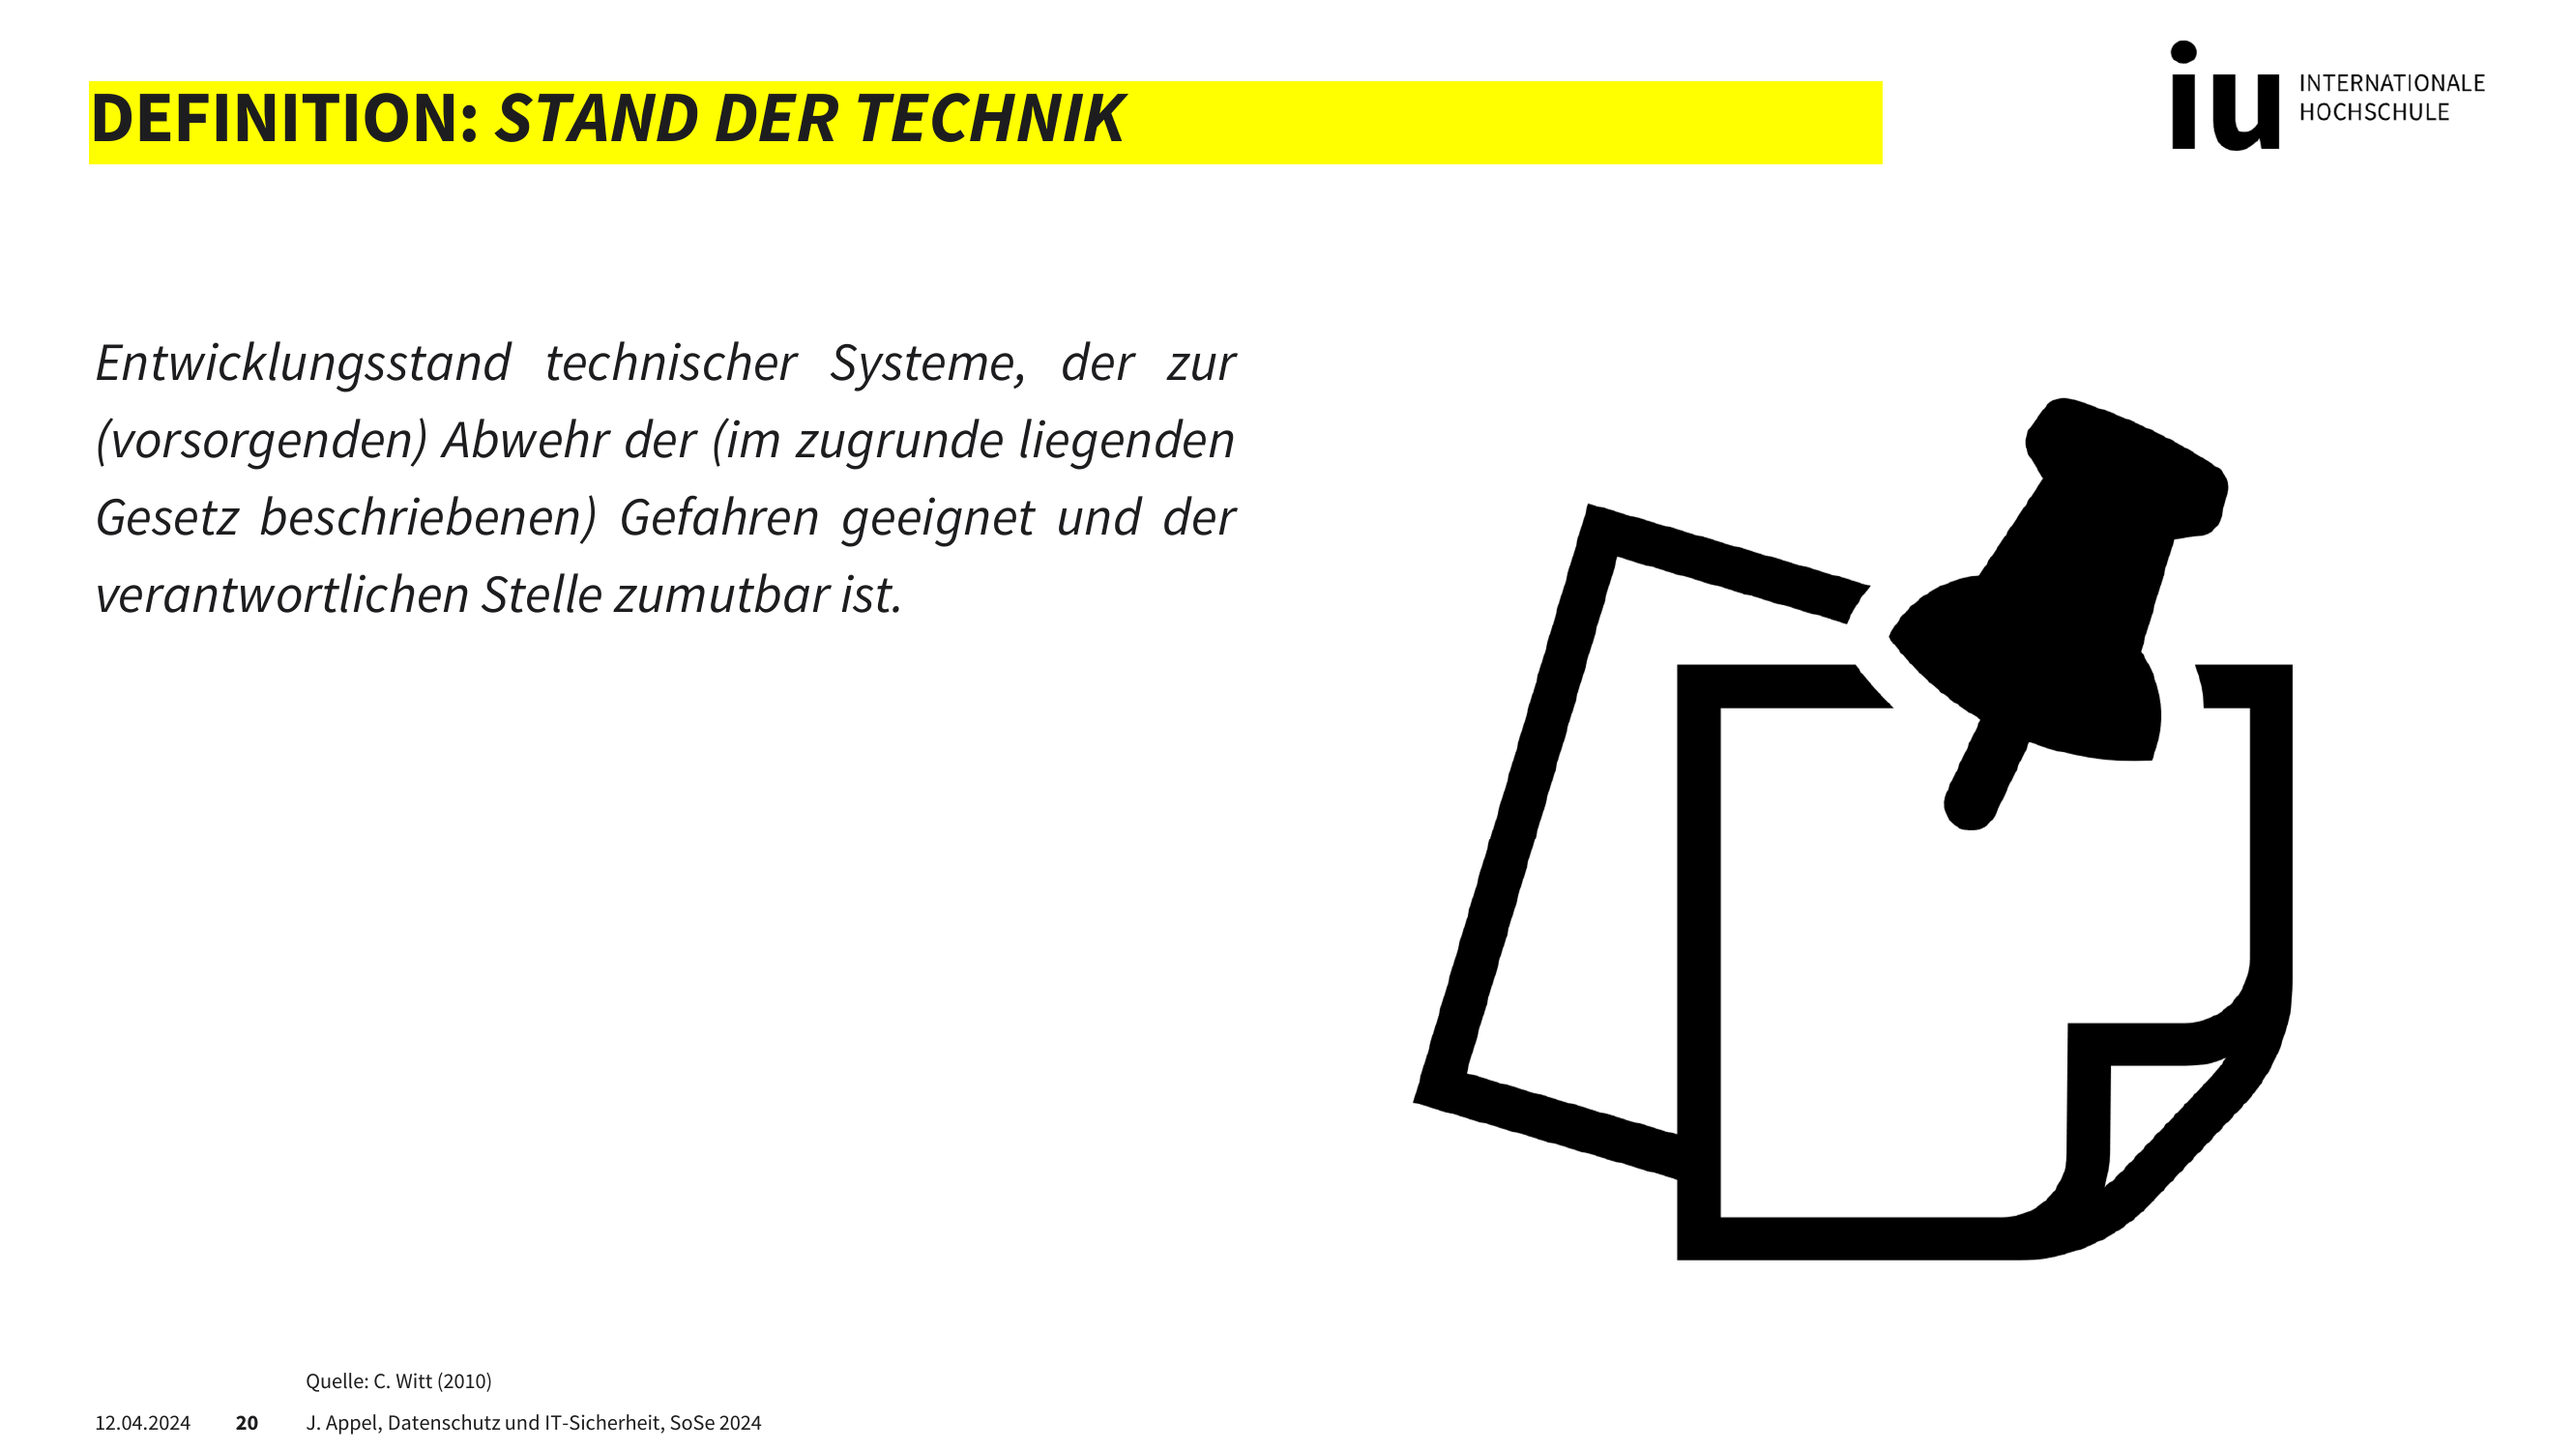 DEFINITION: STAND DER TECHNIK
iu INTERNATIONALE
HOCHSCHULE
Entwicklungsstand technischer Systeme, der zur
(vorsorgenden) Abwehr der (im zugrunde liegenden
Gesetz beschriebenen) Gefahren geeignet und der
verantwortlichen Stelle zumutbar ist.
Quelle: C. Witt (2010)
12.04.2024 20 J. Appel, Datenschutz und IT-Sicherheit, SoSe 2024